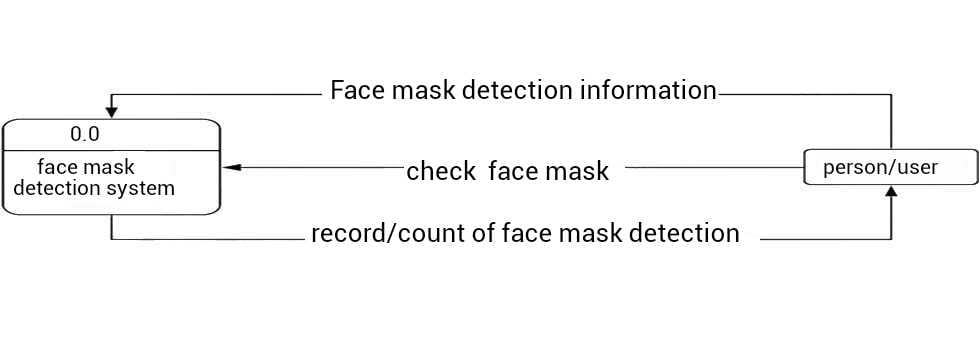 Face mask detection information
0.0
face mask
detection system
check face mask
person/user
record/count of face mask detection